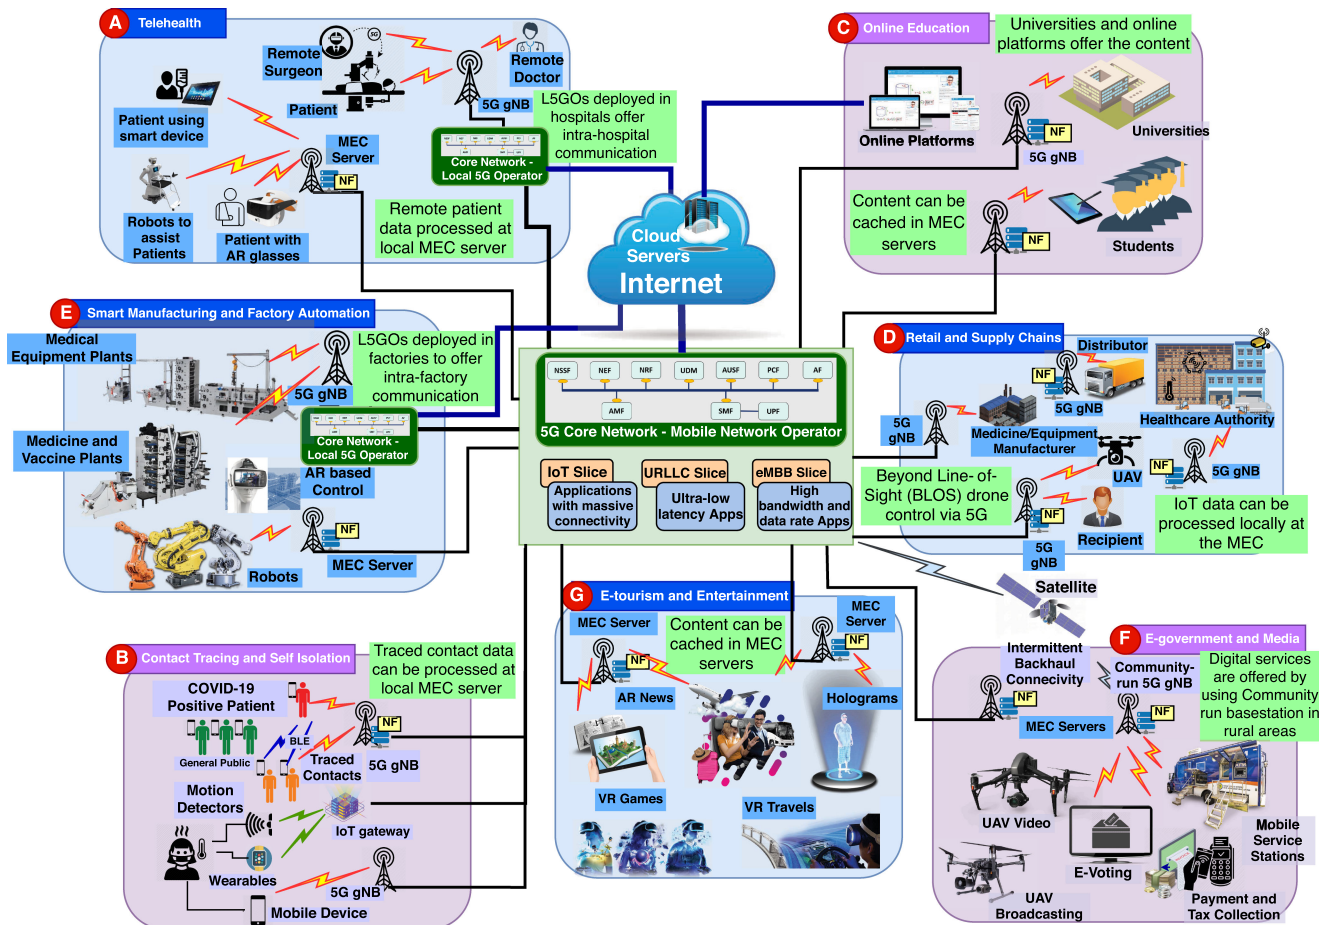 A
Telehealth
Remote
Surgeon
5G
Remote
Doctor
Patient
5G gNB
Patient using
smart device
MEC
Server
NF
L5GOs deployed in
hospitals offer
intra-hospital
communication
Core Network -
Local 5G Operator
Robots to
assist
Patients
Patient with
AR glasses
Remote patient
data processed at
local MEC server
Cloud
Servers
Internet
C
Online Education
Universities and online
platforms offer the content
Online Platforms
NF
5G gNB
Universities
Content can be
cached in MEC
servers
NF
Students
E
Smart Manufacturing and Factory Automation
Medical
Equipment Plants
5G gNB
L5GOs deployed in
factories to offer
intra-factory
communication
Core Network -
Local 5G Operator
Medicine and
Vaccine Plants
AR based
Control
NF
Robots
MEC Server
NSSF
NEF
NRF
UDM
AUSF
PCF
AF
AMF
SMF
UPF
5G Core Network - Mobile Network Operator
IoT Slice
Applications
with massive
connectivity
URLLC Slice
Ultra-low
latency Apps
eMBB Slice
High
bandwidth and
data rate Apps
D
Retail and Supply Chains
Distributor
NF
5G gNB
Healthcare Authority
5G
gNB
Medicine/Equipment
Manufacturer
UAV
NF
5G gNB
Beyond Line-of-
Sight (BLOS) drone
control via 5G
NF
5G
gNB
Recipient
IoT data can be
processed locally at
the MEC
Satellite
B
Contact Tracing and Self Isolation
Traced contact data
can be processed at
local MEC server
COVID-19
Positive Patient
NF
5G gNB
General Public
BLE
Traced
Contacts
Motion
Detectors
IoT gateway
Wearables
5G gNB
Mobile Device
G
E-tourism and Entertainment
MEC Server
NF
Content can be
cached in MEC
servers
MEC
Server
NF
AR News
Holograms
VR Games
VR Travels
F
E-government and Media
Intermittent
Backhaul
Connecivity
NF
MEC Servers
Community-
run 5G gNB
NF
Digital services
are offered by
using Community
run basestation in
rural areas
UAV Video
E-Voting
Mobile
Service
Stations
UAV
Broadcasting
Payment and
Tax Collection